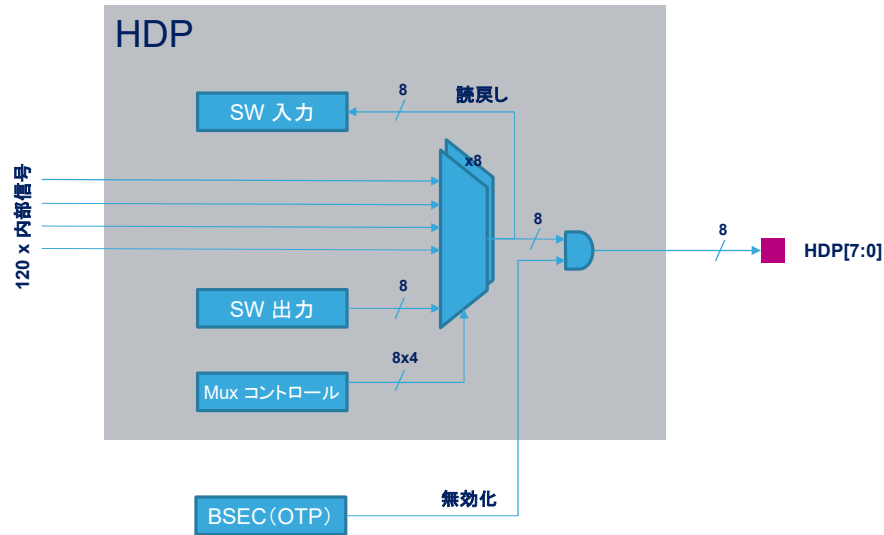 HDP
SW 入力
8
読戻し
x8
120 x 内部信号
8
8
HDP[7:0]
SW 出力
8
8x4
Mux コントロール
無効化
BSEC(OTP)